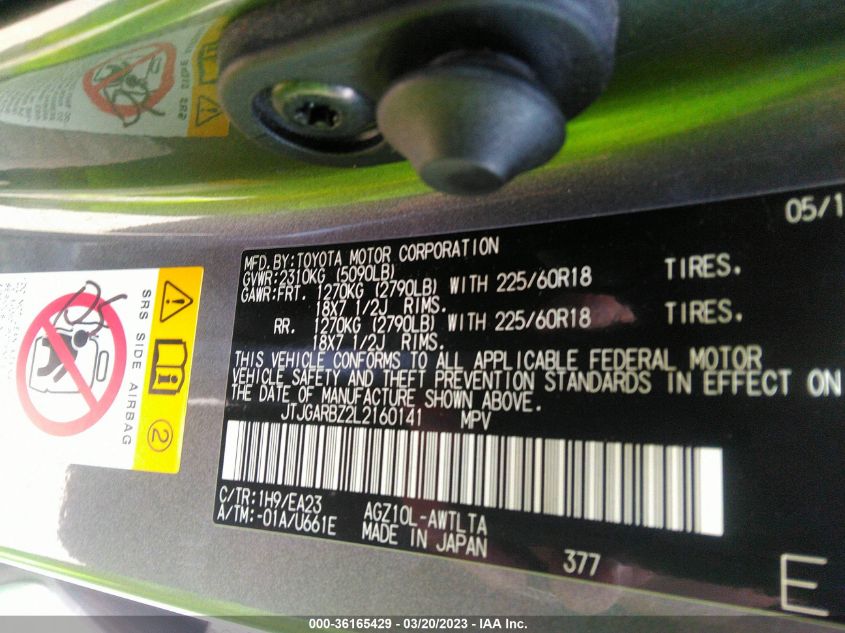 05/1
MFD.BY:TOYOTA MOTOR CORPORATION
GVWR:2310KG (5090LB)
GAWR:FRT. 1270KG (2790LB) WITH 225/60R18 TIRES.
18X7 1/2J RIMS.
RR. 1270KG (2790LB) WITH 225/60R18 TIRES.
18X7 1/2J RIMS.
THIS VEHICLE CONFORMS TO ALL APPLICABLE FEDERAL MOTOR
VEHICLE SAFETY AND THEFT PREVENTION STANDARDS IN EFFECT ON
THE DATE OF MANUFACTURE SHOWN ABOVE.
JTJGARBZ2L2160141 MPV
C/TR:1H9/EA23
A/TM:-01A/U661E
AGZ10L-AWTLTA
MADE IN JAPAN
377
E
SRS SIDE AIRBAG
2
000-36165429 - 03/20/2023 - IAA Inc.